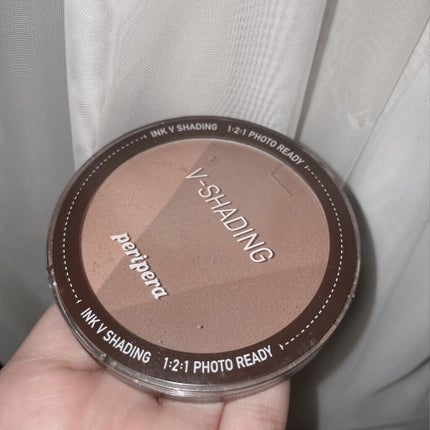 INK V SHADING 1:2:1 PHOTO READY
V-SHADING
peripera
INK V SHADING 1:2:1 PHOTO READY